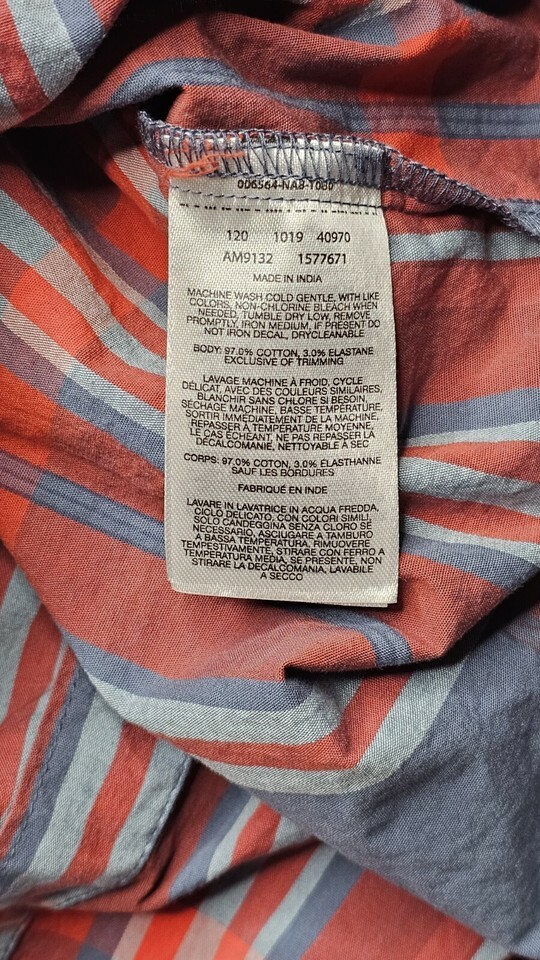 006564-NA8-1080
120 1019 40970
AM9132 1577671
MADE IN INDIA
MACHINE WASH COLD GENTLE, WITH LIKE
COLORS, NON-CHLORINE BLEACH WHEN
NEEDED, TUMBLE DRY LOW, REMOVE
PROMPTLY, IRON MEDIUM, IF PRESENT DO
NOT IRON DECAL, DRYCLEANABLE
BODY: 97.0% COTTON, 3.0% ELASTANE
EXCLUSIVE OF TRIMMING
LAVAGE MACHINE À FROID, CYCLE
DÉLICAT, AVEC DES COULEURS SIMILAIRES,
BLANCHIR SANS CHLORE SI BESOIN,
SÉCHAGE MACHINE, BASSE TEMPÉRATURE,
SORTIR IMMÉDIATEMENT DE LA MACHINE,
REPASSER À TEMPÉRATURE MOYENNE,
LE CAS ÉCHEANT, NE PAS REPASSER LA
DÉCALCOMANIE, NETTOYABLE À SEC
CORPS: 97.0% COTON, 3.0% ÉLASTHANNE
SAUF LES BORDURES
FABRIQUÉ EN INDE
LAVARE IN LAVATRICE IN ACQUA FREDDA,
CICLO DELICATO, CON COLORI SIMILI,
SOLO CANDEGGINA SENZA CLORO SE
NECESSARIO, ASCIUGARE A TAMBURO
A BASSA TEMPERATURA, RIMUOVERE
TEMPESTIVAMENTE, STIRARE CON FERRO A
TEMPERATURA MEDIA, SE PRESENTE, NON
STIRARE LA DECALCOMANIA, LAVABILE
A SECCO